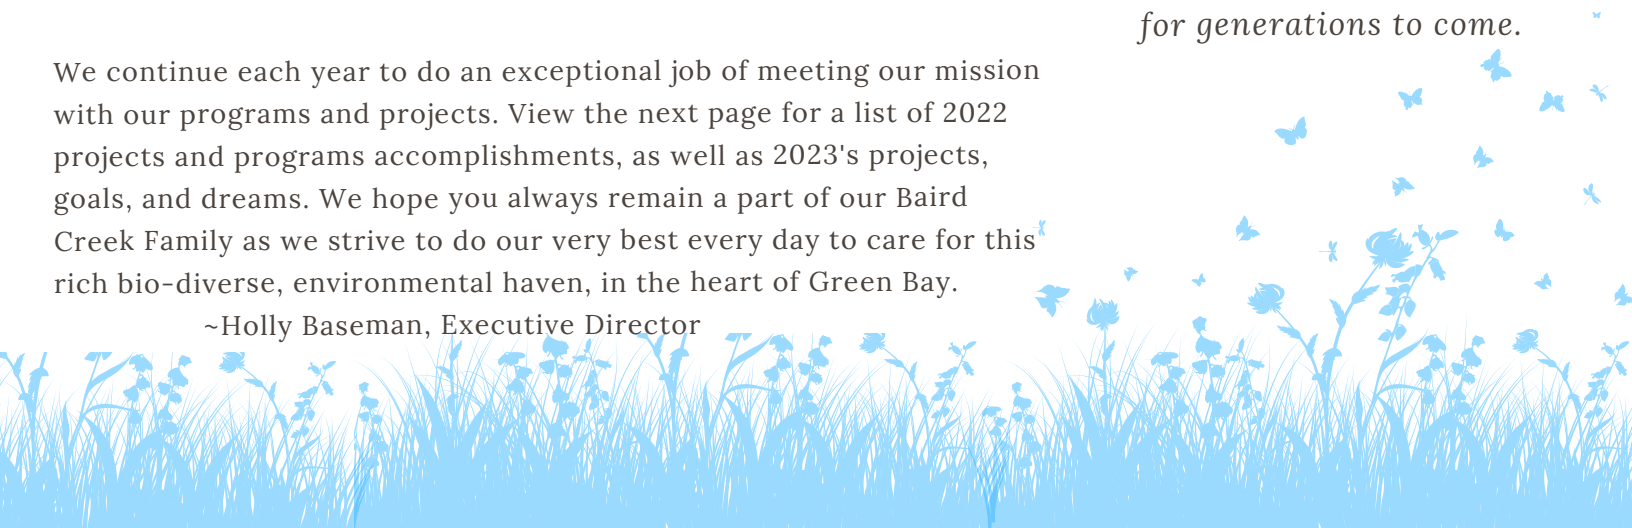 for generations to come.
We continue each year to do an exceptional job of meeting our mission
with our programs and projects. View the next page for a list of 2022
projects and programs accomplishments, as well as 2023's projects,
goals, and dreams. We hope you always remain a part of our Baird
Creek Family as we strive to do our very best every day to care for this
rich bio-diverse, environmental haven, in the heart of Green Bay.
~Holly Baseman, Executive Director